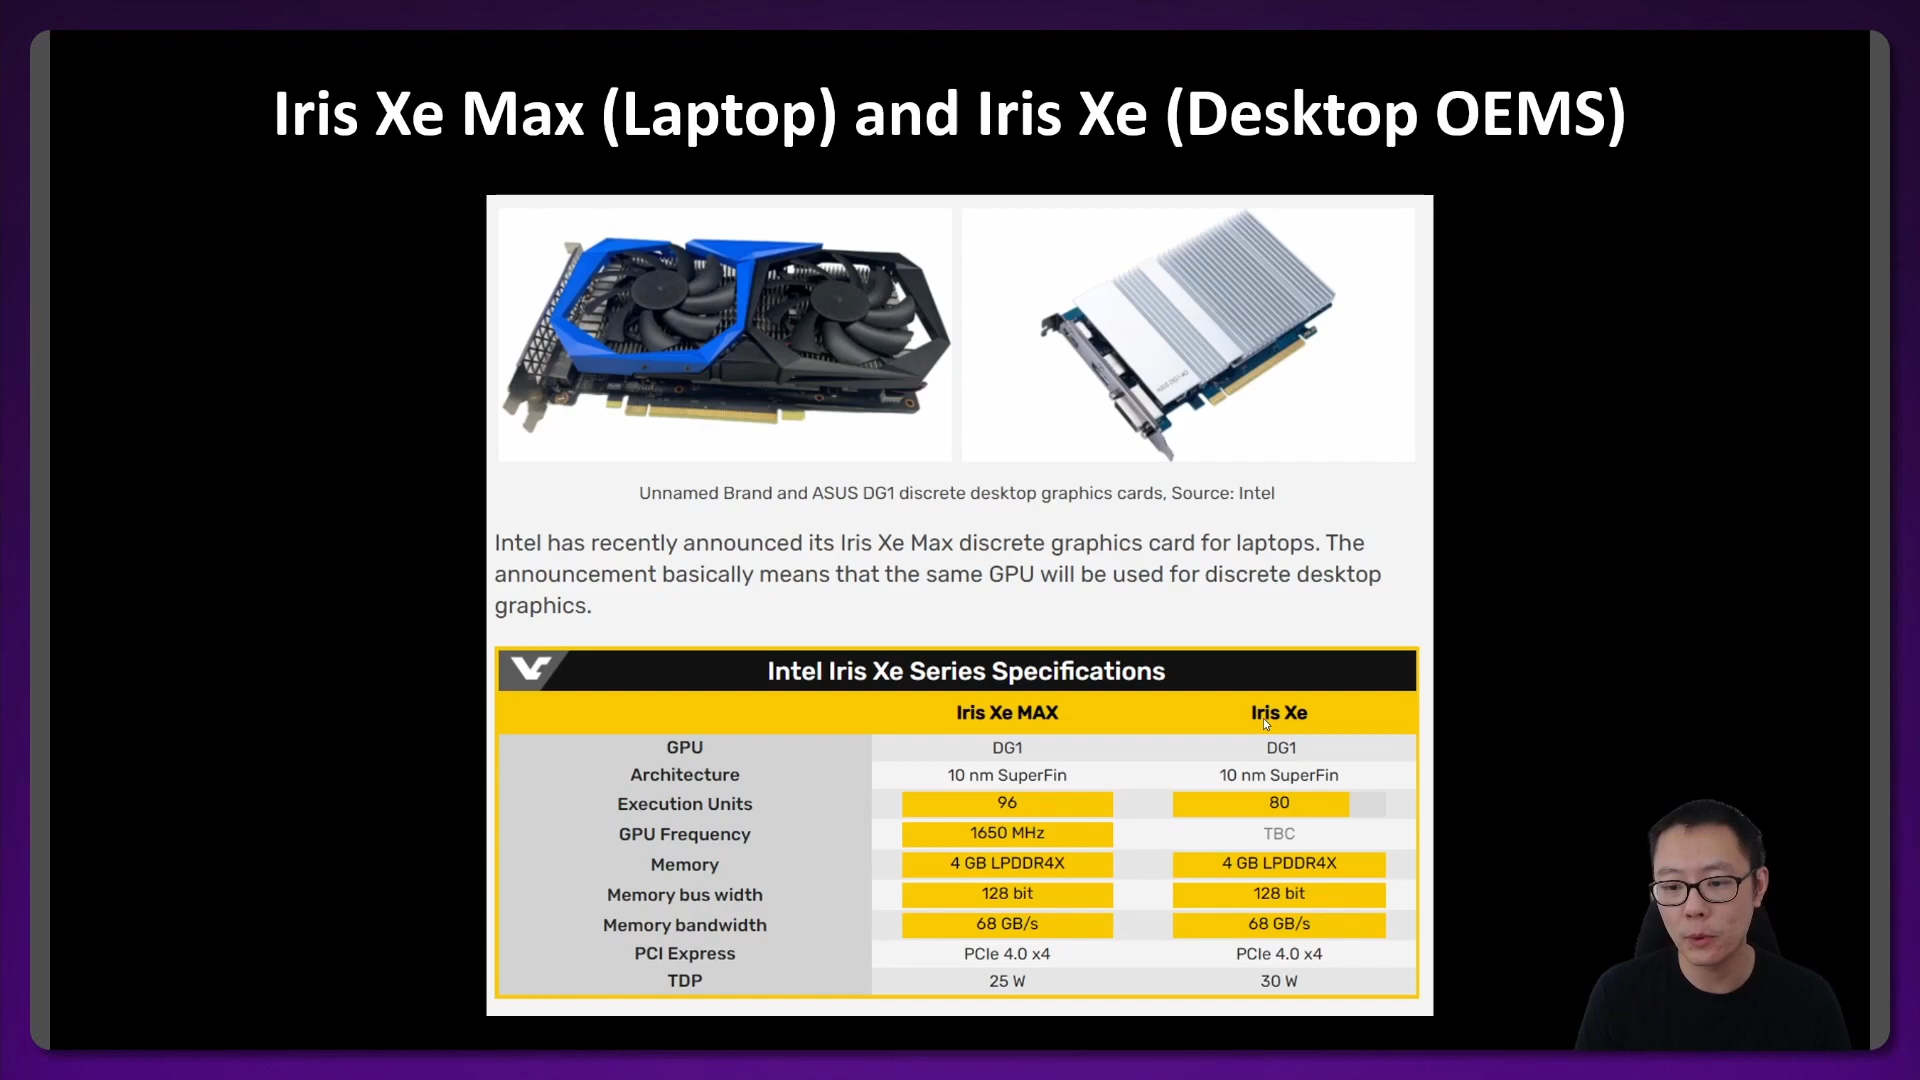 Iris Xe Max (Laptop) and Iris Xe (Desktop OEMS)
ASUS DG1-4G
Unnamed Brand and ASUS DG1 discrete desktop graphics cards, Source: Intel
Intel has recently announced its Iris Xe Max discrete graphics card for laptops. The
announcement basically means that the same GPU will be used for discrete desktop
graphics.
Intel Iris Xe Series Specifications
Iris Xe MAX Iris Xe
GPU DG1 DG1
Architecture 10 nm SuperFin 10 nm SuperFin
Execution Units 96 80
GPU Frequency 1650 MHz TBC
Memory 4 GB LPDDR4X 4 GB LPDDR4X
Memory bus width 128 bit 128 bit
Memory bandwidth 68 GB/s 68 GB/s
PCI Express PCIe 4.0 x4 PCIe 4.0 x4
TDP 25 W 30 W